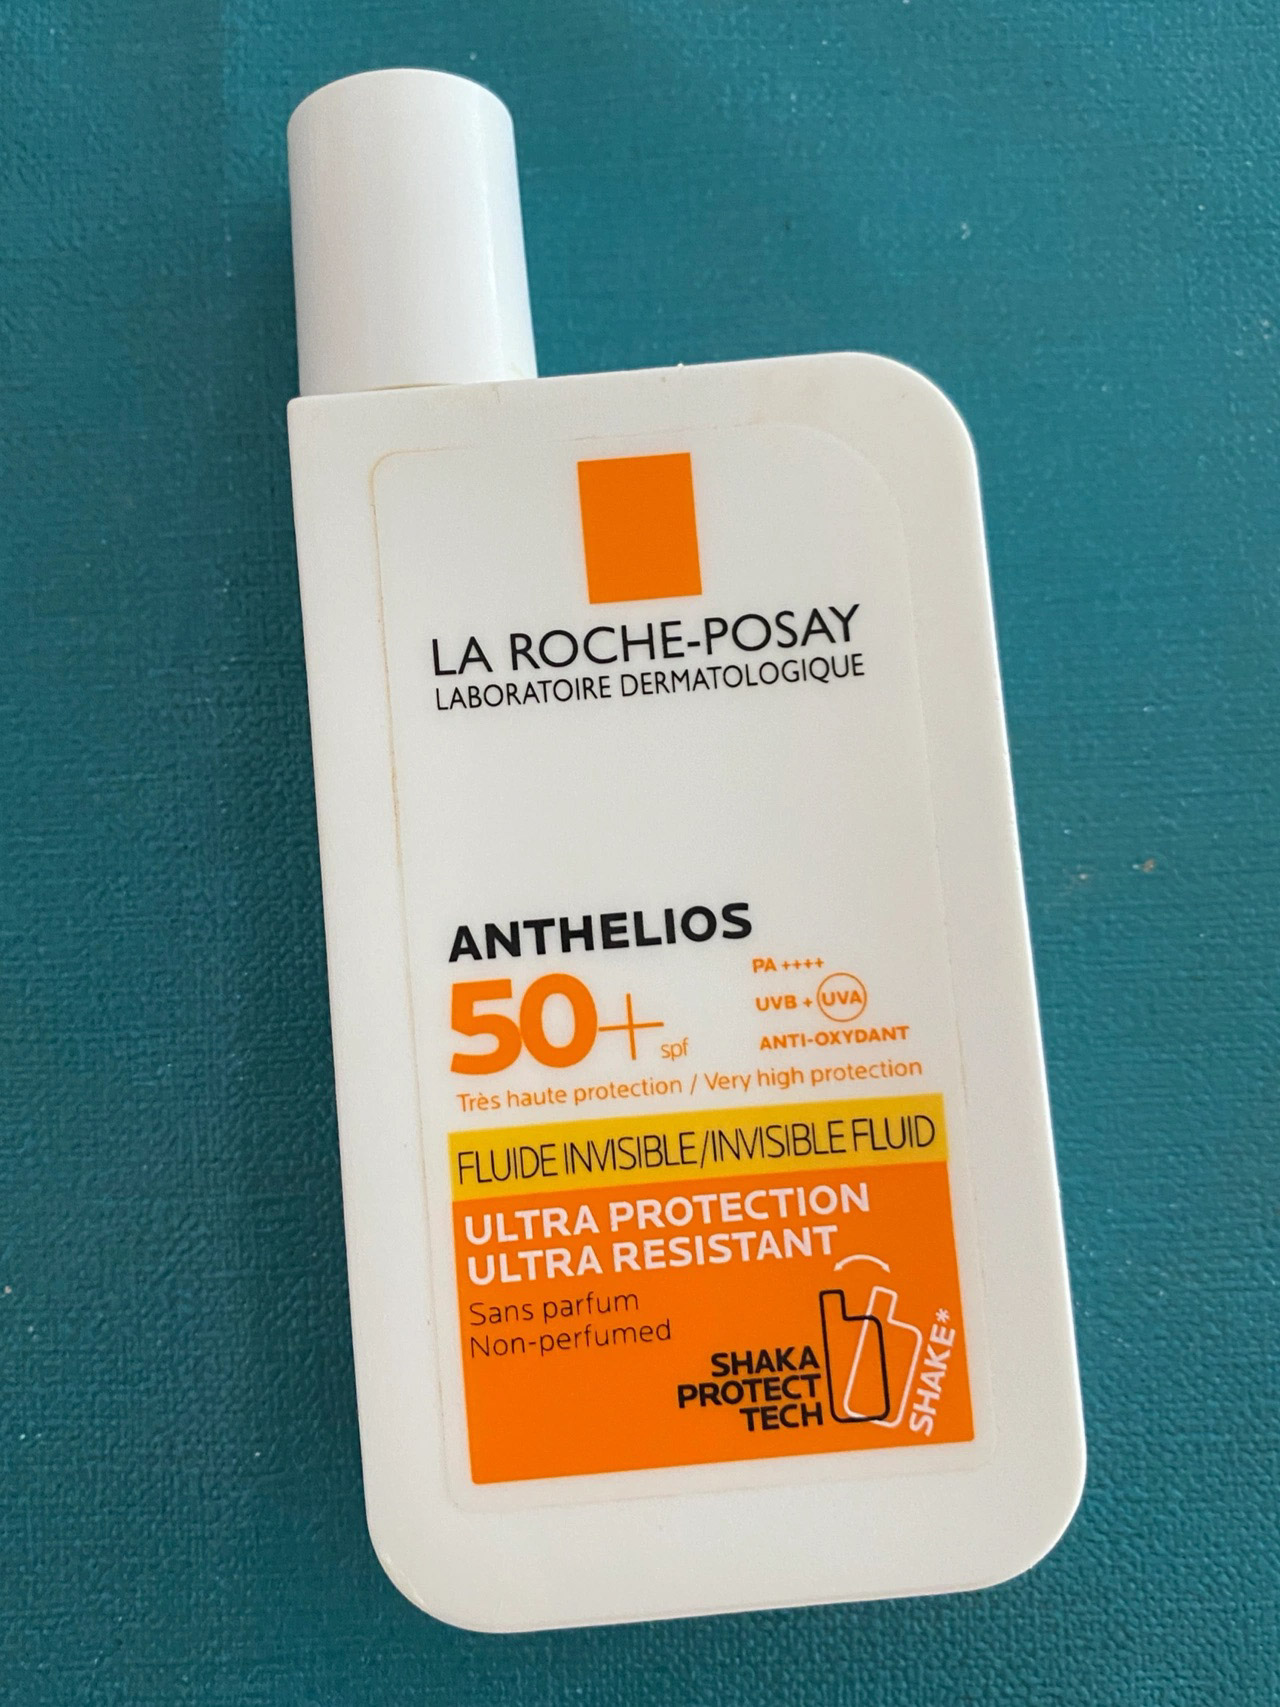 LA ROCHE-POSAY
LABORATOIRE DERMATOLOGIQUE
ANTHELIOS
50+ spf
PA ++++
UVB + UVA
ANTI-OXYDANT
Très haute protection / Very high protection
FLUIDE INVISIBLE/INVISIBLE FLUID
ULTRA PROTECTION
ULTRA RESISTANT
Sans parfum
Non-perfumed
SHAKA
PROTECT
TECH
SHAKE*